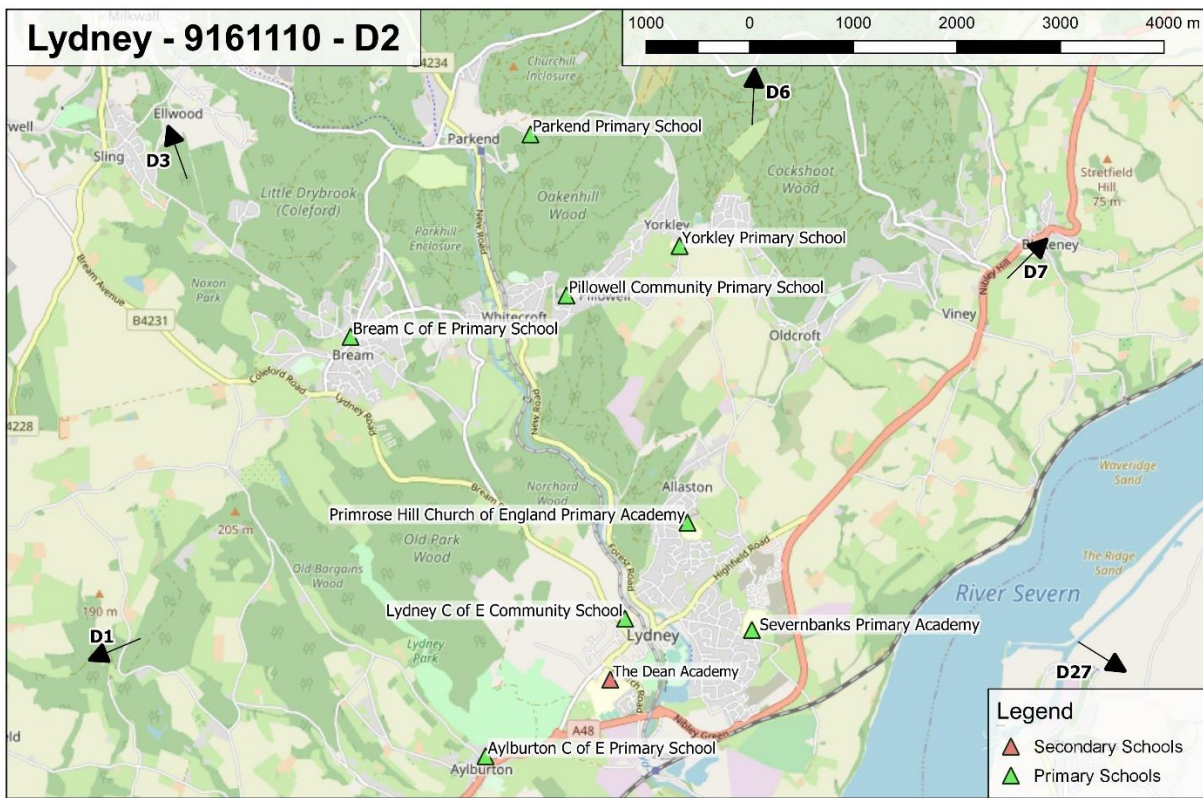 Lydney - 9161110 - D2
1000 0 1000 2000 3000 4000 m
Milkwall
B4234
Churchill
Inclosure
D6
Ellwood
D3
Sling
Parkend
Parkend Primary School
Little Drybrook
(Coleford)
Oakenhill
Wood
Cockshoot
Wood
Stretfield
Hill
75 m
New Road
Parkhill
Enclosure
Yorkley
Yorkley Primary School
D7
Nibley Hill
Noxon
Park
Bream Avenue
B4231
Pillowell Community Primary School
Pillowell
Whitecroft
Viney
Oldcroft
Bream C of E Primary School
Bream
Coleford Road
Lydney Road
New Road
4228
Waveridge
Sand
Allaston
Norchard
Wood
Primrose Hill Church of England Primary Academy
205 m
Old Park
Wood
Old Bargains
Wood
Forest Road
Highfield Road
The Ridge
Sand
190 m
River Severn
Lydney C of E Community School
Severnbanks Primary Academy
D1
Lydney
Lydney
Park
The Dean Academy
D27
A48
Nibley Green
Aylburton C of E Primary School
Aylburton
Legend
Secondary Schools
Primary Schools